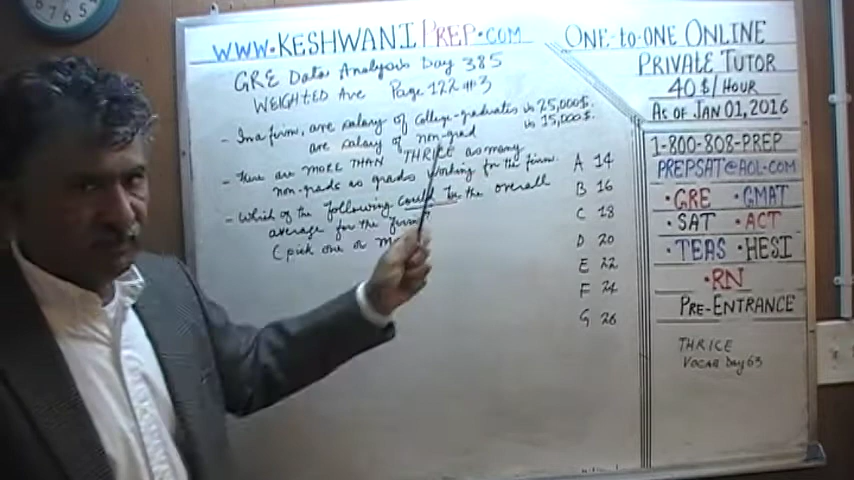 www.KESHWANI PREP.COM
GRE Data Analysis Day 385
WEIGHTED Ave Page 122 #3
- In a firm, ave salary of College-graduates is 25,000$.
ave salary of non-grad is 15,000$.
- There are MORE THAN THRICE as many
non-grads as grads working for the firm.
- Which of the following could be the overall
average for the firm?
(pick one or
A 14
B 16
C 18
D 20
E 22
F 24
G 26
ONE-TO-ONE ONLINE
PRIVATE TUTOR
40$/HOUR
AS OF JAN 01, 2016
1-800-808-PREP
PREPSAT@AOL.COM
•GRE •GMAT
•SAT •ACT
•TEAS •HESI
•RN
PRE-ENTRANCE
THRICE
VOCAB Day 63
6
7
5